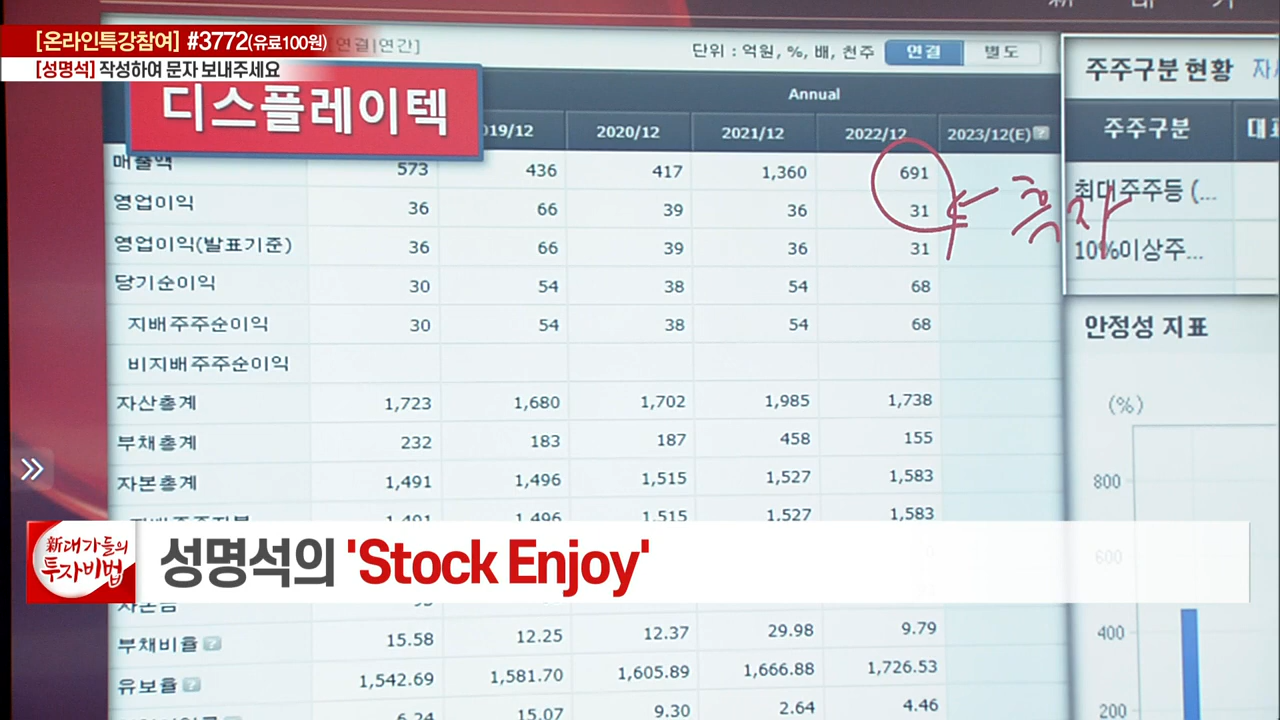 [온라인특강참여] #3772(유료100원)
[성명석] 작성하여 문자 보내주세요
연결|연간]
단위 : 억원, %, 배, 천주 연결 별도
디스플레이텍
Annual
2020/12 2021/12 2022/12 2023/12(E)
매출액 573 436 417 1,360 691
영업이익 36 66 39 36 31
영업이익(발표기준) 36 66 39 36 31
당기순이익 30 54 38 54 68
지배주주순이익 30 54 38 54 68
비지배주주순이익
자산총계 1,723 1,680 1,702 1,985 1,738
부채총계 232 183 187 458 155
자본총계 1,491 1,496 1,515 1,527 1,583
1,491 1,496 1,515 1,527 1,583
新대가들의
투자비법
성명석의 'Stock Enjoy'
자본금
부채비율 15.58 12.25 12.37 29.98 9.79
유보율 1,542.69 1,581.70 1,605.89 1,666.88 1,726.53
6.24 15.07 9.30 2.64 4.46
흑자
주주구분 현황
주주구분
최대주주등 (...
10%이상주...
안정성 지표
(%)
800
600
400
200